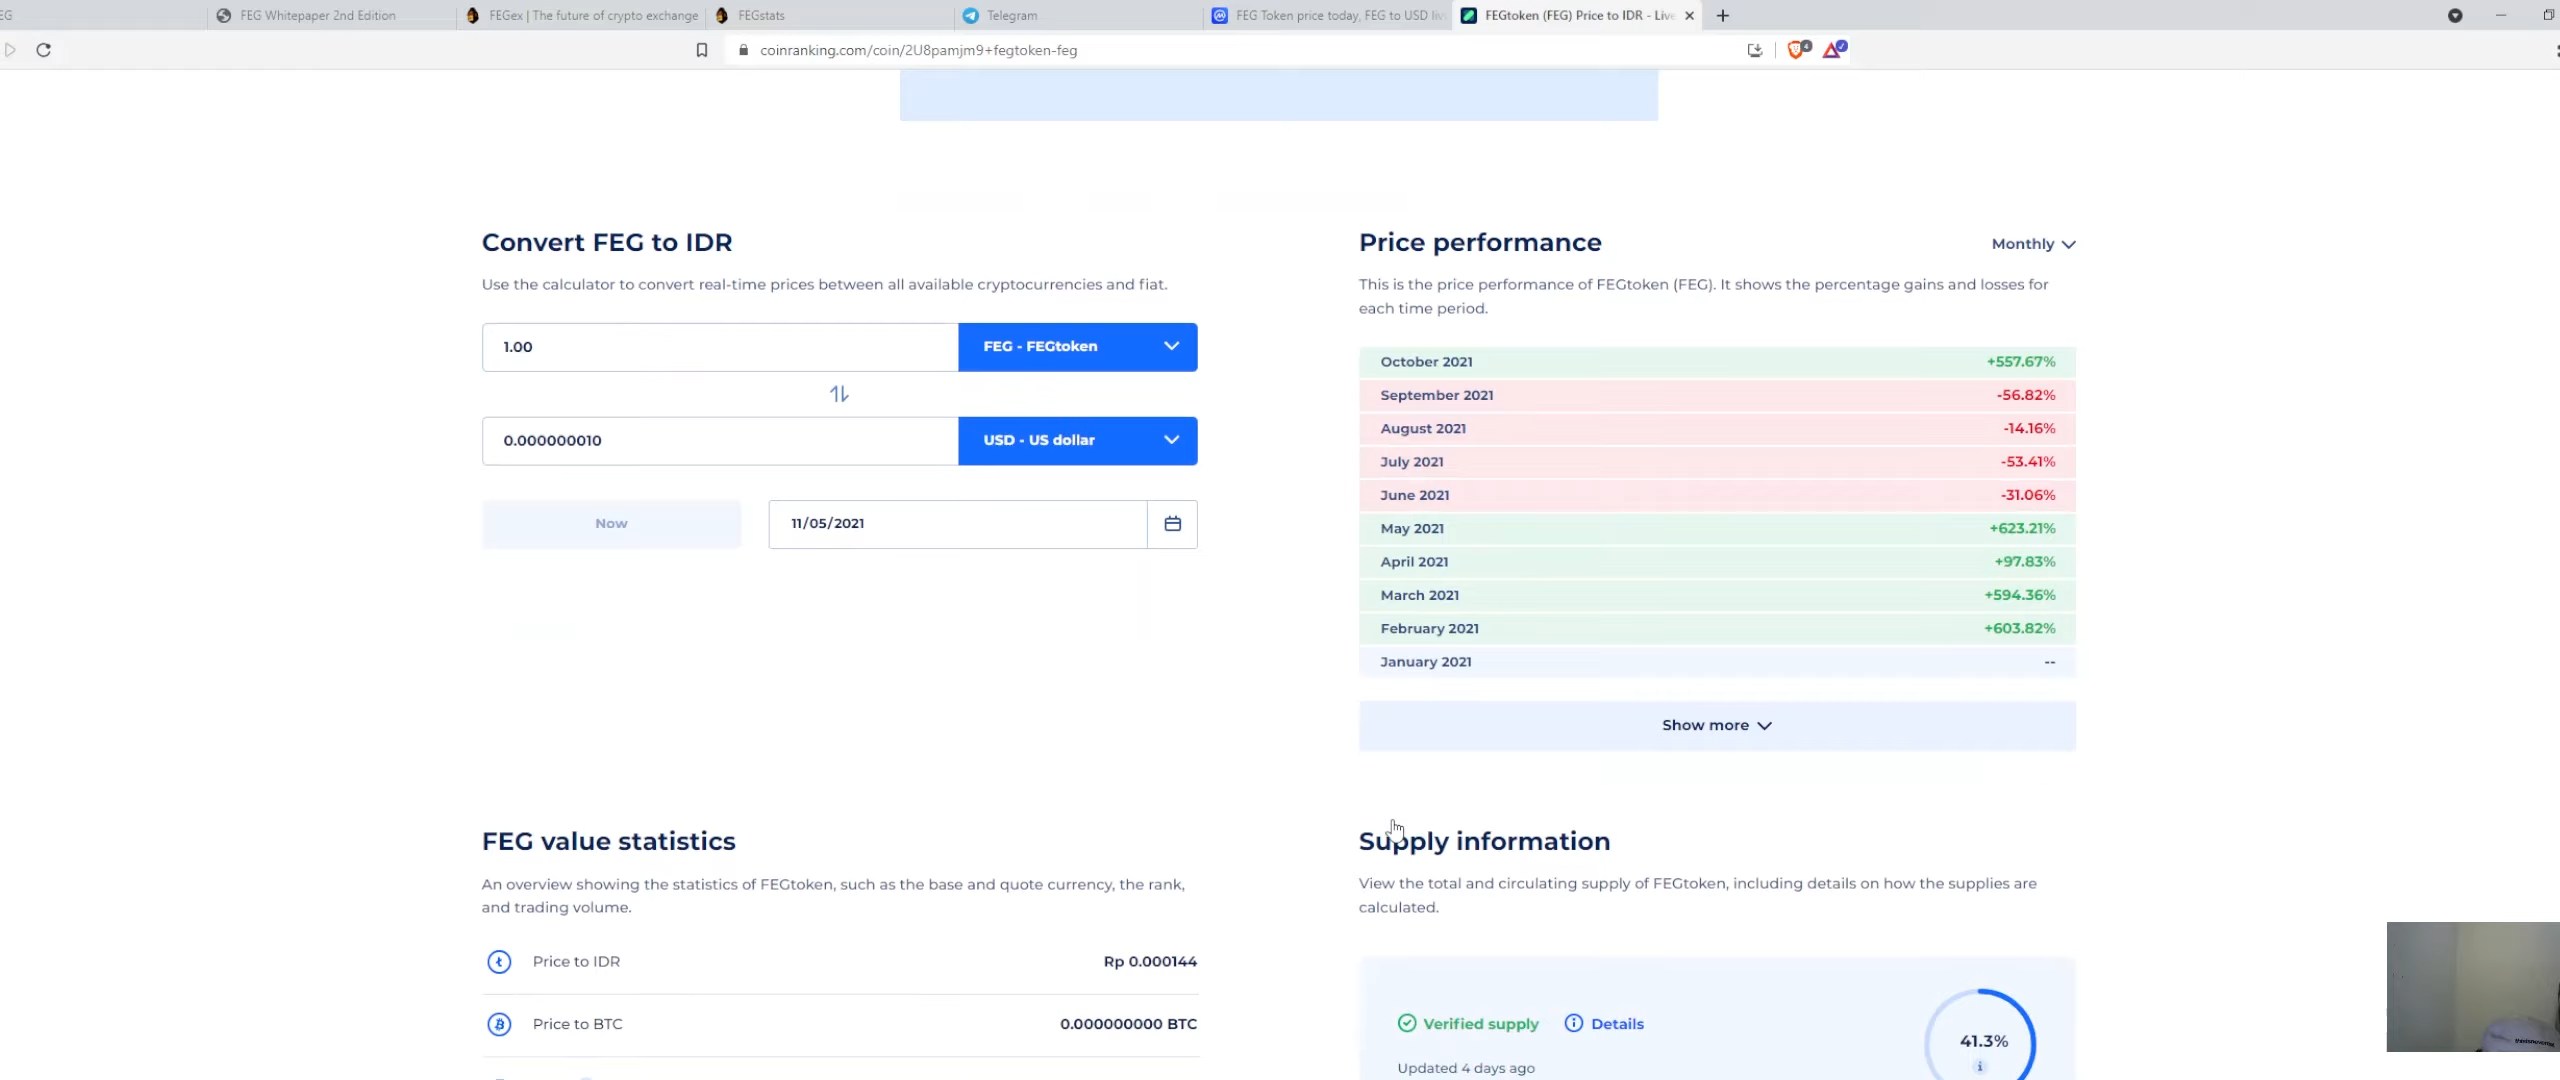 EG
FEG Whitepaper 2nd Edition
FEGex | The future of crypto exchange
FEGstats
Telegram
FEG Token price today, FEG to USD liv
FEGtoken (FEG) Price to IDR - Live
coinranking.com/coin/2U8pamjm9+fegtoken-feg
4
Convert FEG to IDR
Use the calculator to convert real-time prices between all available cryptocurrencies and fiat.
1.00
FEG - FEGtoken
0.000000010
USD - US dollar
Now
11/05/2021
Price performance
Monthly
This is the price performance of FEGtoken (FEG). It shows the percentage gains and losses for
each time period.
October 2021 +557.67%
September 2021 -56.82%
August 2021 -14.16%
July 2021 -53.41%
June 2021 -31.06%
May 2021 +623.21%
April 2021 +97.83%
March 2021 +594.36%
February 2021 +603.82%
January 2021 --
Show more
FEG value statistics
An overview showing the statistics of FEGtoken, such as the base and quote currency, the rank,
and trading volume.
Price to IDR Rp 0.000144
Price to BTC 0.000000000 BTC
Supply information
View the total and circulating supply of FEGtoken, including details on how the supplies are
calculated.
Verified supply Details
Updated 4 days ago
41.3%